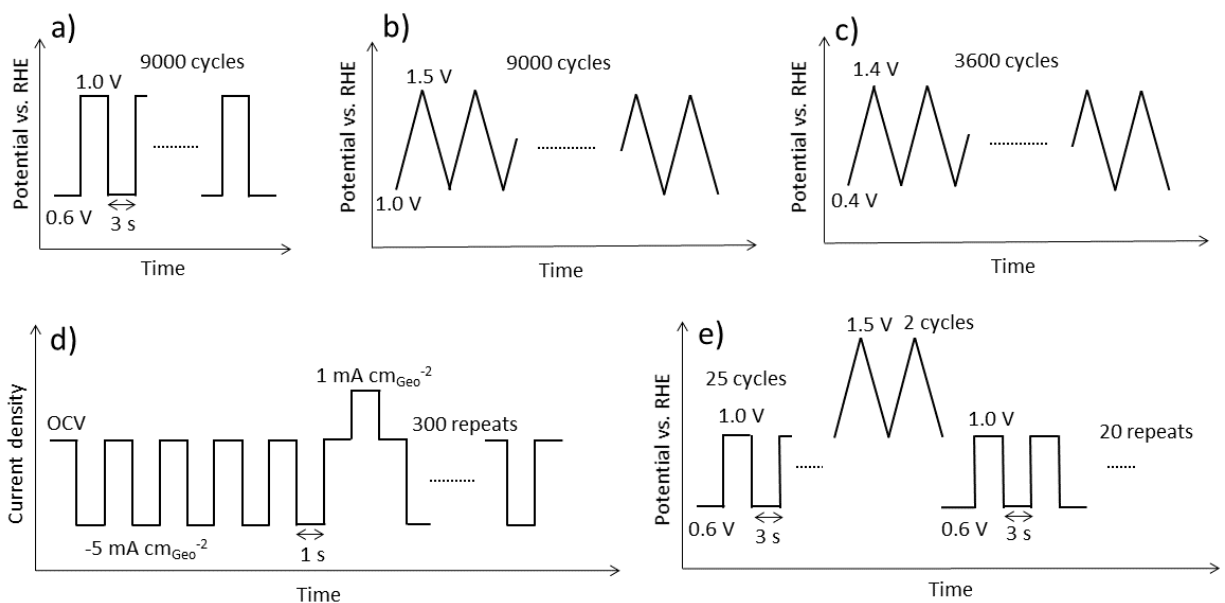 a)
Potential vs. RHE
9000 cycles
1.0 V
0.6 V
3 s
Time
b)
Potential vs. RHE
9000 cycles
1.5 V
1.0 V
Time
c)
Potential vs. RHE
3600 cycles
1.4 V
0.4 V
Time
d)
Current density
OCV
1 mA cm_Geo^-2
300 repeats
-5 mA cm_Geo^-2
1 s
Time
e)
Potential vs. RHE
1.5 V 2 cycles
25 cycles
1.0 V
1.0 V
20 repeats
0.6 V
3 s
0.6 V
3 s
Time